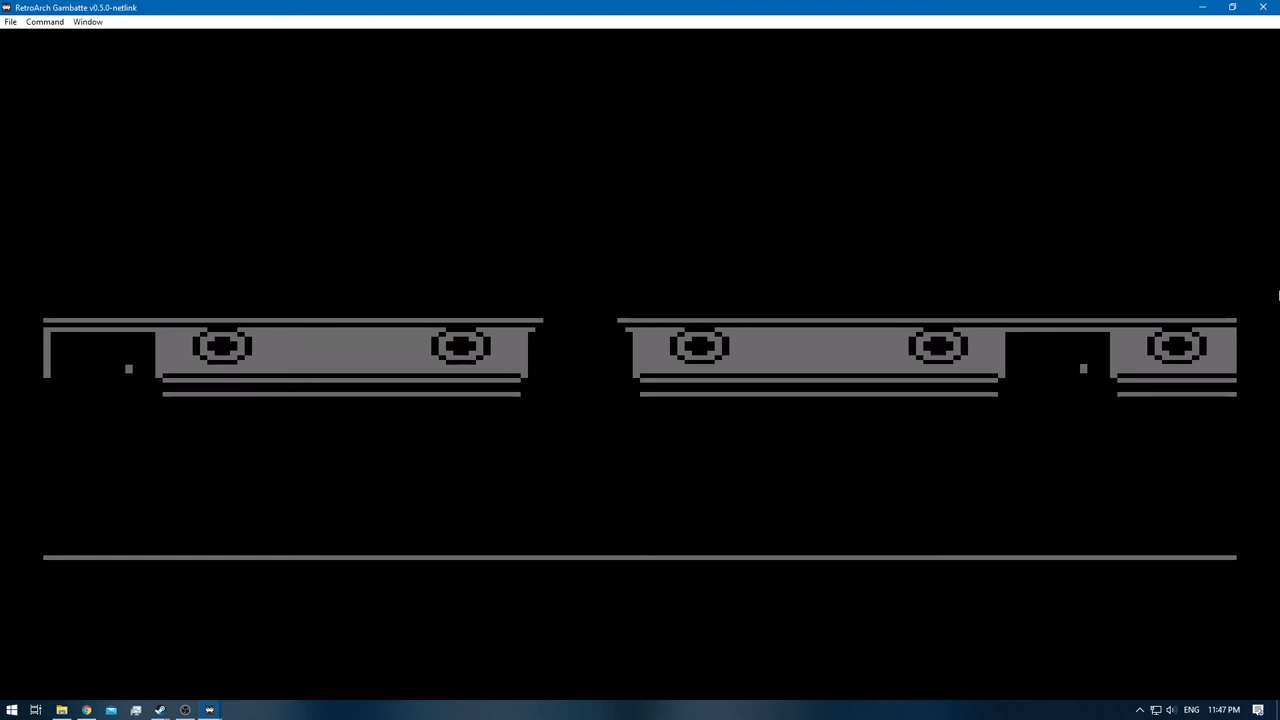 RetroArch Gambatte v0.5.0-netlink
File Command Window
ENG 11:47 PM